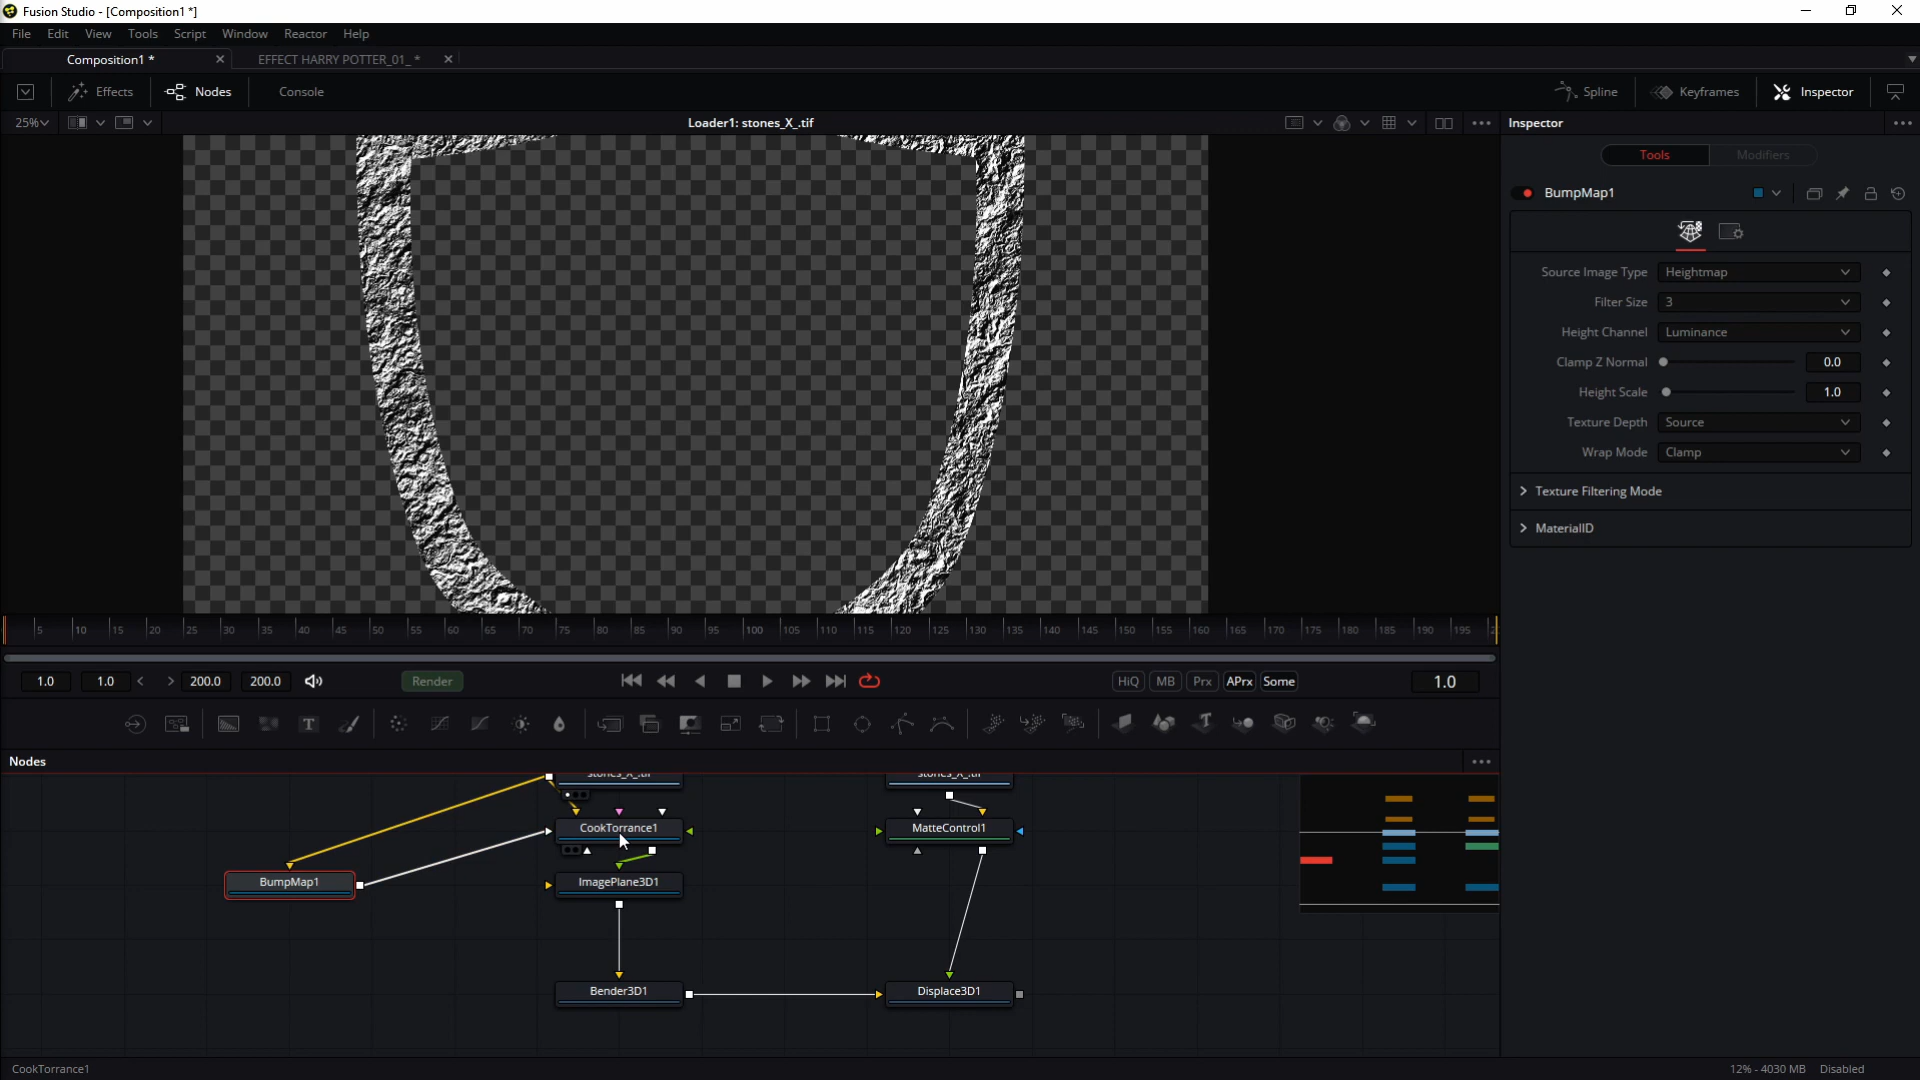 Fusion Studio - [Composition1 *]
File Edit View Tools Script Window Reactor Help
Composition1 *
EFFECT HARRY POTTER_01_ *
Effects Nodes Console Spline Keyframes Inspector
25% Loader1: stones_X_.tif Inspector
Tools Modifiers
BumpMap1
Source Image Type Heightmap
Filter Size 3
Height Channel Luminance
Clamp Z Normal 0.0
Height Scale 1.0
Texture Depth Source
Wrap Mode Clamp
Texture Filtering Mode
MaterialID
5 10 15 20 25 30 35 40 45 50 55 60 65 70 75 80 85 90 95 100 105 110 115 120 125 130 135 140 145 150 155 160 165 170 175 180 185 190 195
1.0 1.0 < > 200.0 200.0 Render HiQ MB Prx APrx Some 1.0
Nodes
stones_X_.tif stones_X_.tif
CookTorrance1 MatteControl1
BumpMap1 ImagePlane3D1
Bender3D1 Displace3D1
CookTorrance1 12% - 4030 MB Disabled